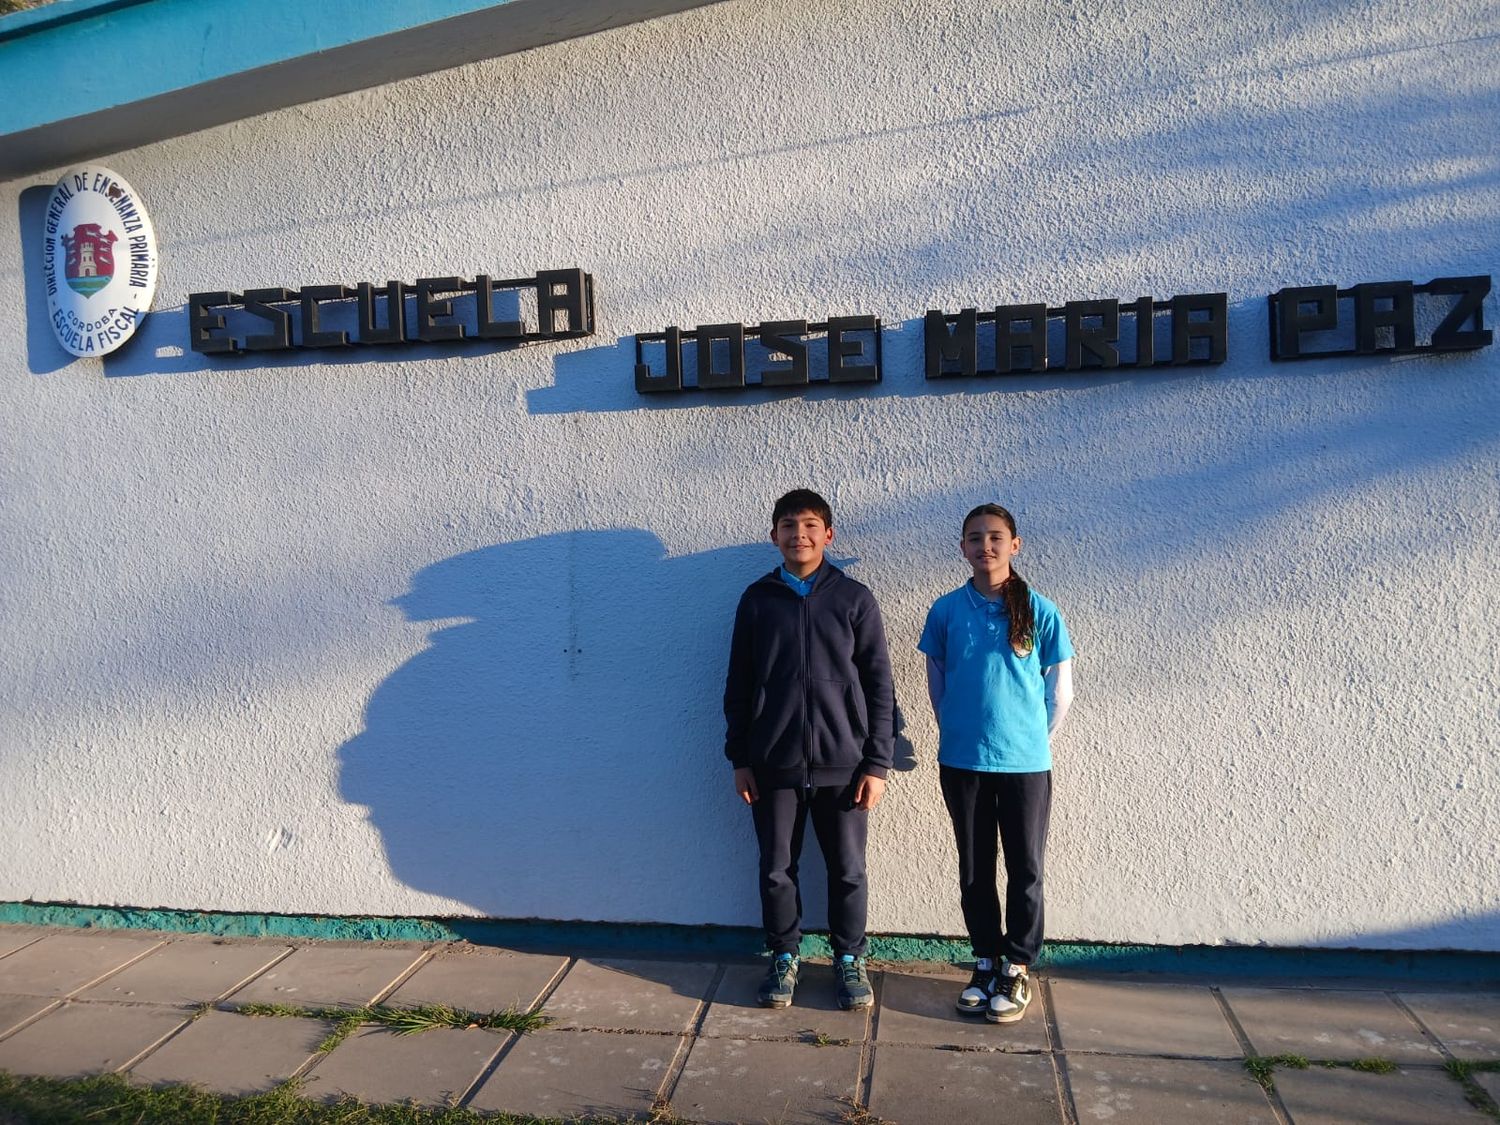 DIRECCION GENERAL DE ENSEÑANZA PRIMARIA
CORDOBA
- ESCUELA FISCAL -
ESCUELA
JOSE MARIA PAZ